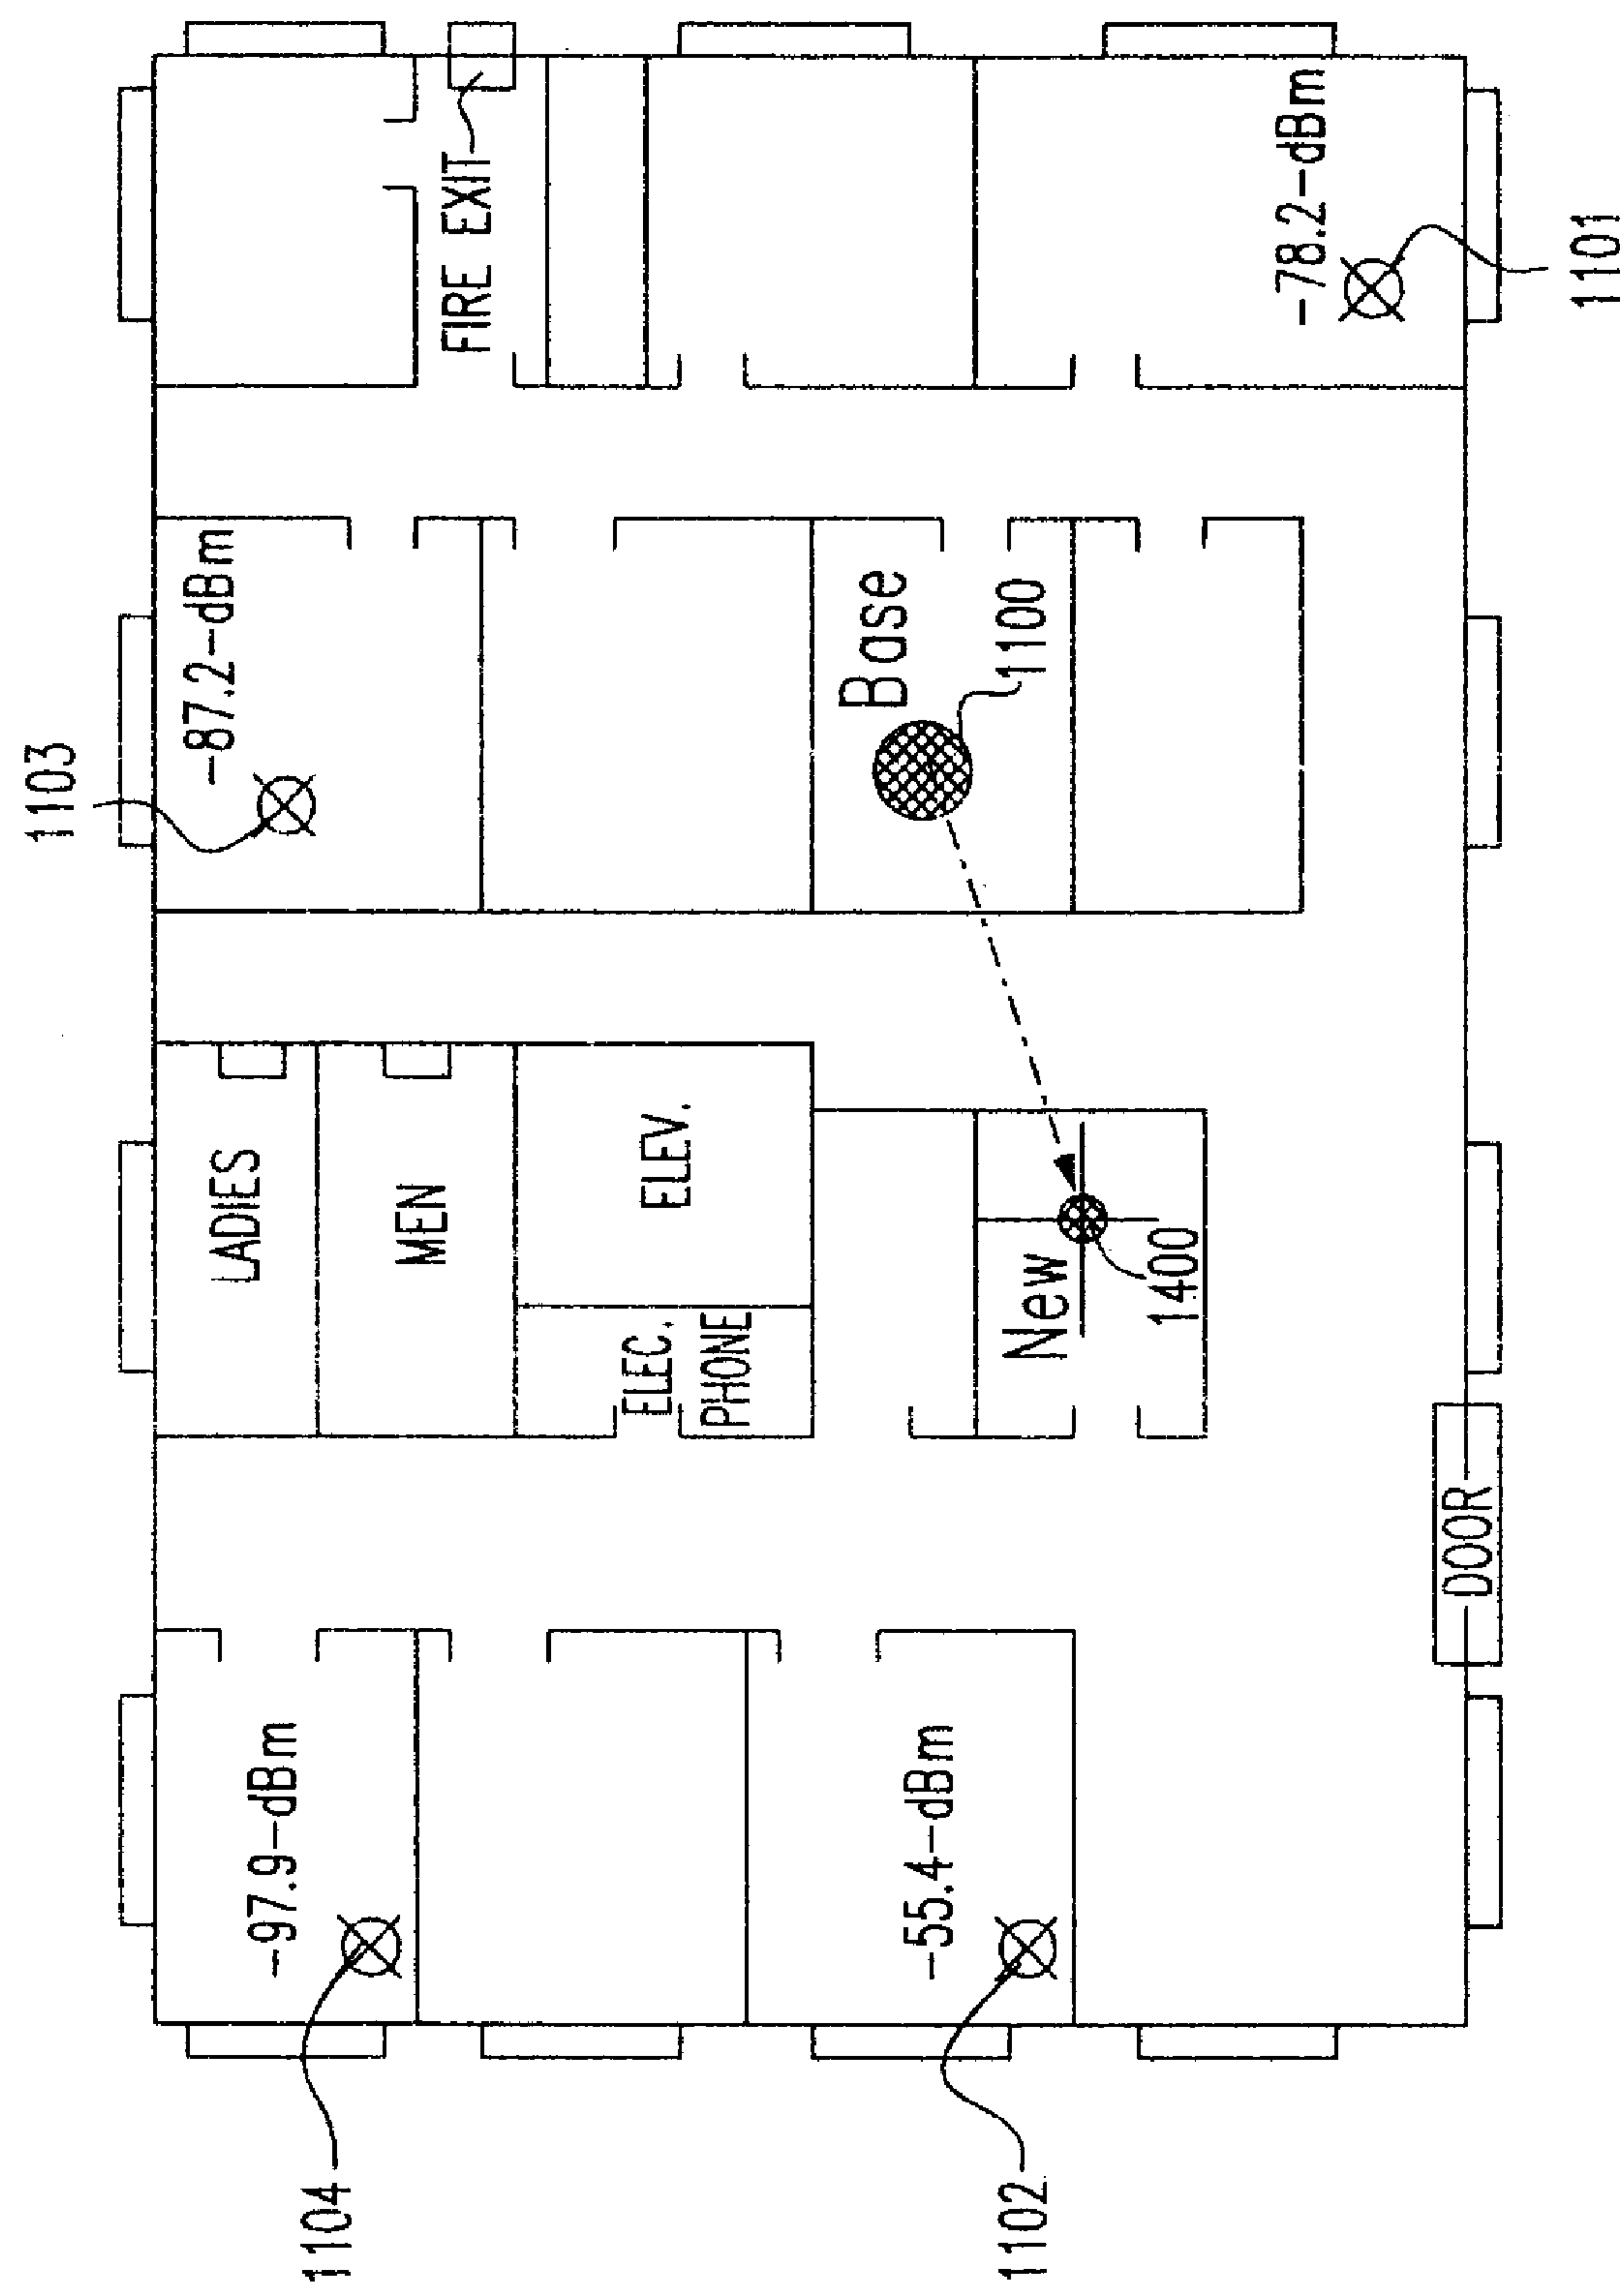 1103
-87.2-dBm
LADIES
-97.9-dBm
1104
MEN
FIRE EXIT
ELEC.
PHONE
ELEV.
Base
1100
-55.4-dBm
1102
New
1400
-78.2-dBm
DOOR
1101